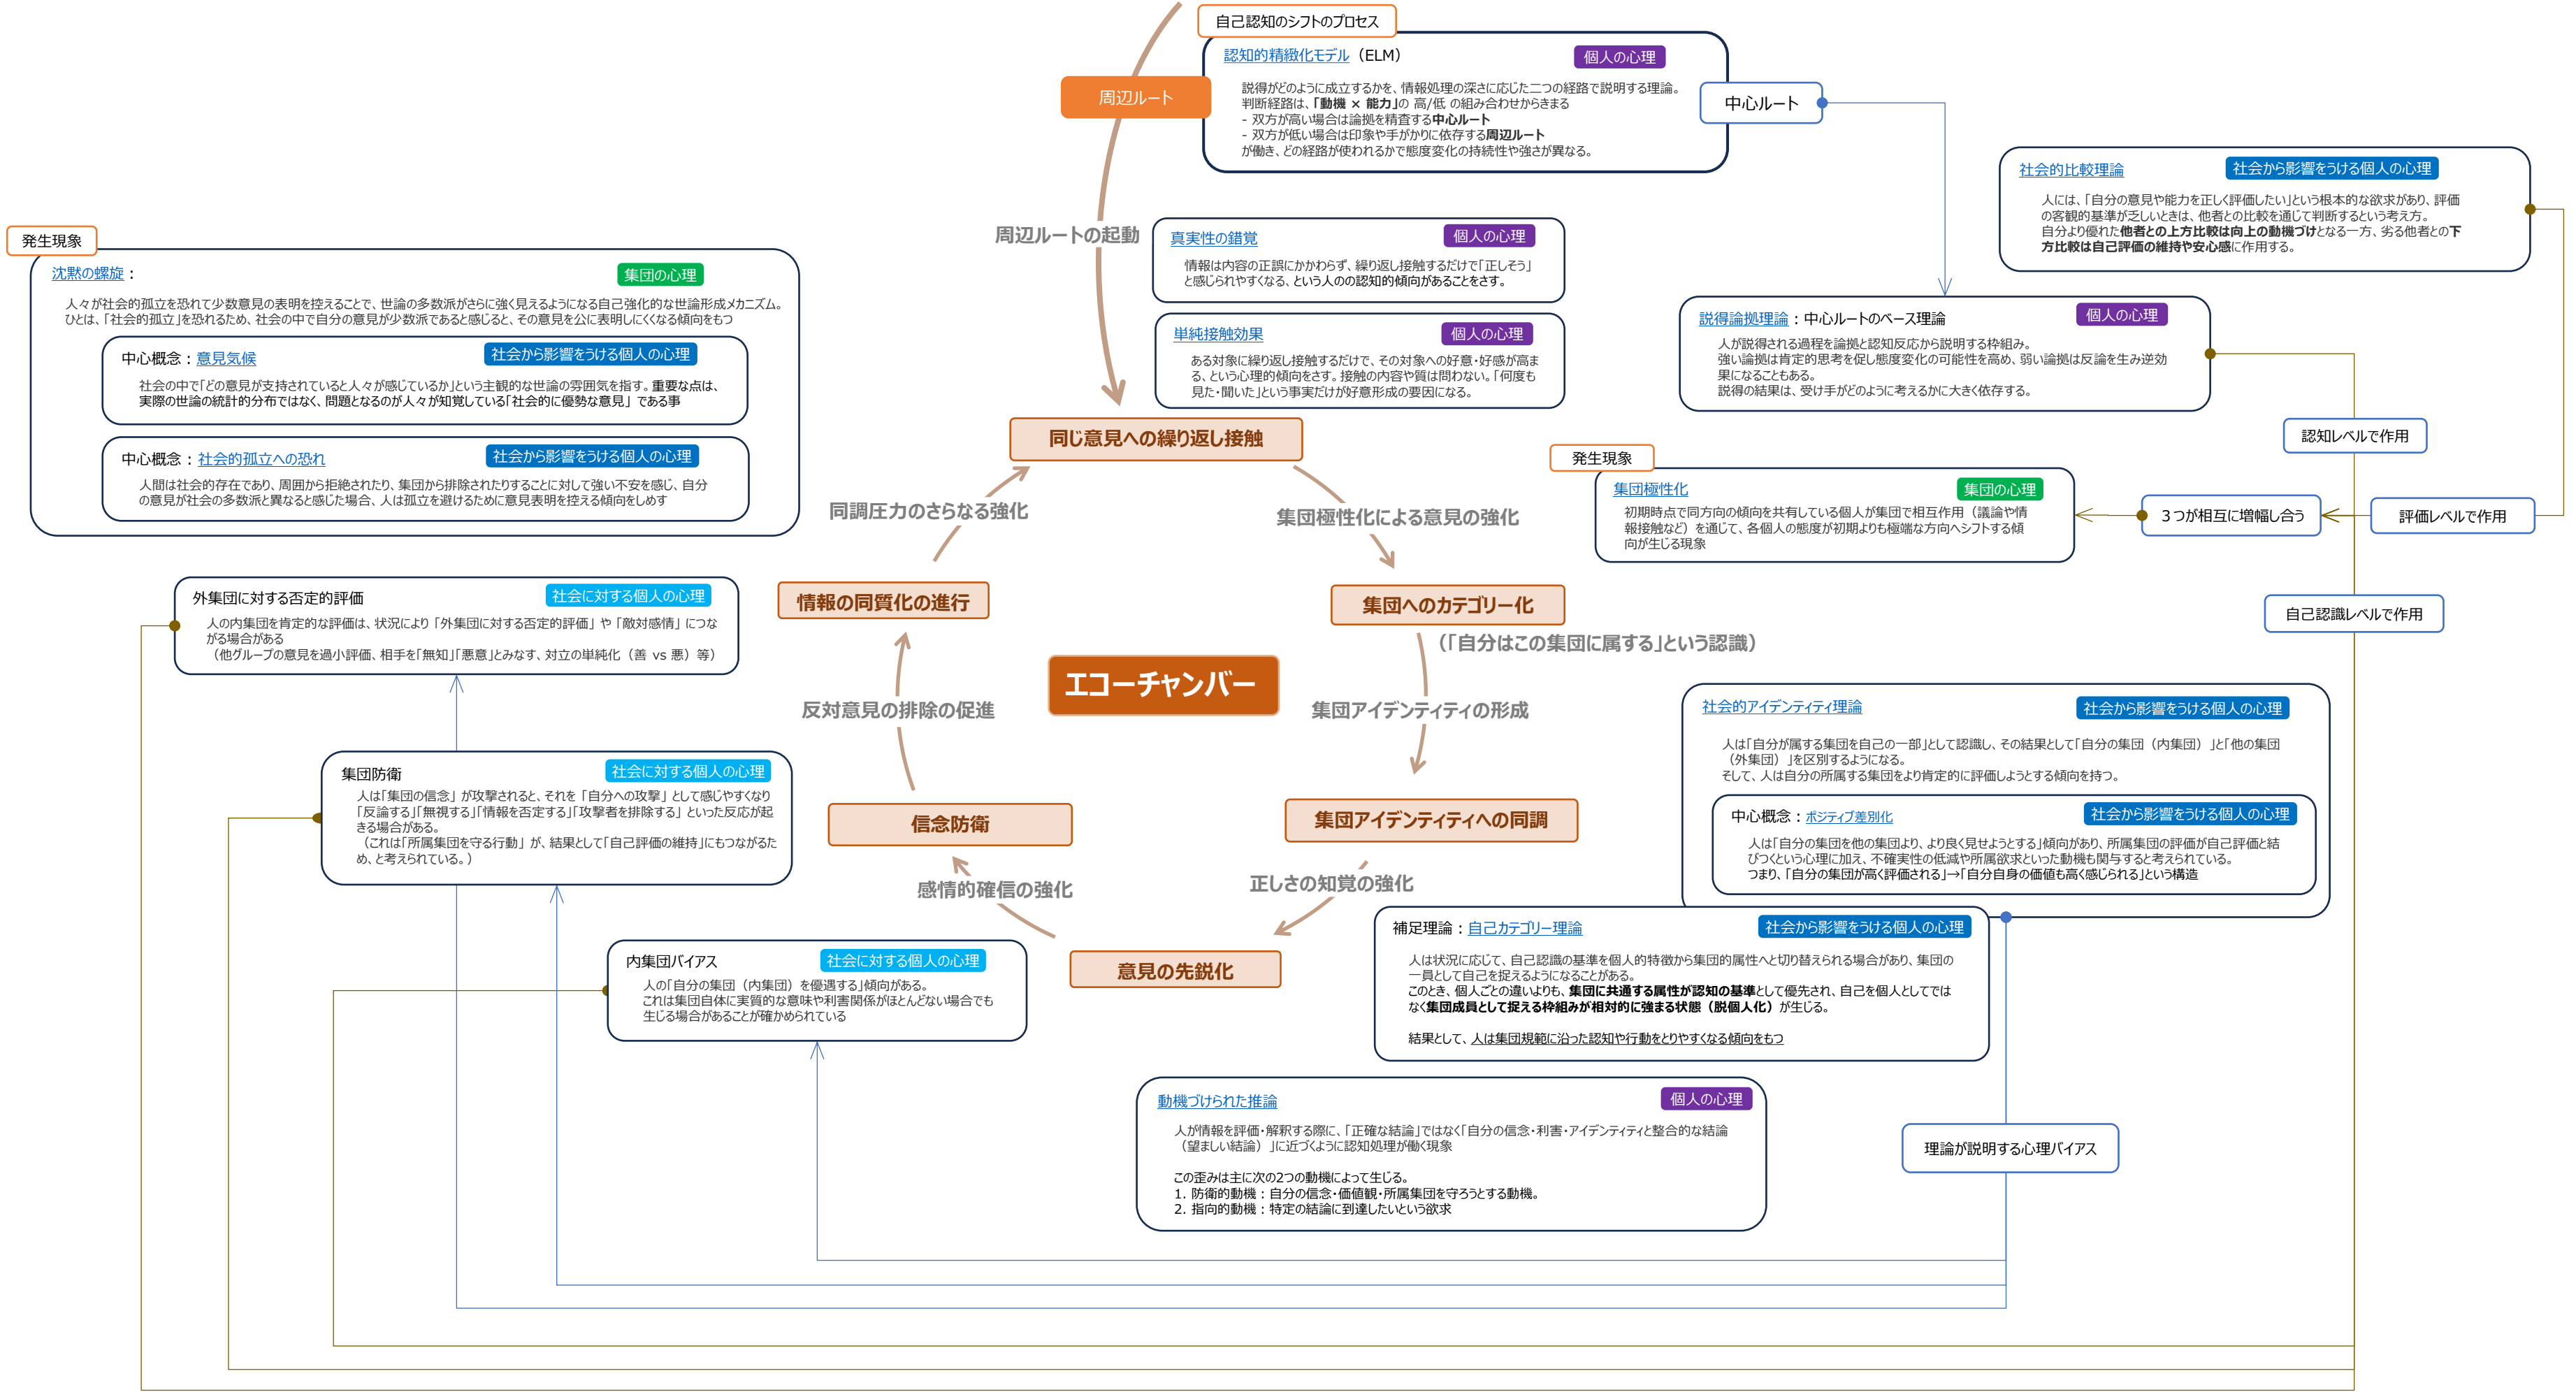 自己認知のシフトのプロセス
認知的精緻化モデル（ELM）
個人の心理
説得がどのように成立するかを、情報処理の深さに応じた二つの経路で説明する理論。
判断経路は、「動機 × 能力」の 高/低 の組み合わせからきまる
- 双方が高い場合は論拠を精査する中心ルート
- 双方が低い場合は印象や手がかりに依存する周辺ルート
が働き、どの経路が使われるかで態度変化の持続性や強さが異なる。
周辺ルート
中心ルート
社会的比較理論
社会から影響をうける個人の心理
人には、「自分の意見や能力を正しく評価したい」という根本的な欲求があり、評価
の客観的基準が乏しいときは、他者との比較を通じて判断するという考え方。
自分より優れた他者との上方比較は向上の動機づけとなる一方、劣る他者との下
方比較は自己評価の維持や安心感に作用する。
周辺ルートの起動
真実性の錯覚
個人の心理
情報は内容の正誤にかかわらず、繰り返し接触するだけで「正しそう」
と感じられやすくなる、という人のの認知的傾向があることをさす。
単純接触効果
個人の心理
ある対象に繰り返し接触するだけで、その対象への好意・好感が高ま
る、という心理的傾向をさす。接触の内容や質は問わない。「何度も
見た・聞いた」という事実だけが好意形成の要因になる。
説得論拠理論：中心ルートのベース理論
個人の心理
人が説得される過程を論拠と認知反応から説明する枠組み。
強い論拠は肯定的思考を促し態度変化の可能性を高め、弱い論拠は反論を生み逆効
果になることもある。
説得の結果は、受け手がどのように考えるかに大きく依存する。
発生現象
沈黙の螺旋：
集団の心理
人々が社会的孤立を恐れて少数意見の表明を控えることで、世論の多数派がさらに強く見えるようになる自己強化的な世論形成メカニズム。
ひとは、「社会的孤立」を恐れるため、社会の中で自分の意見が少数派であると感じると、その意見を公に表明しにくくなる傾向をもつ
中心概念：意見気候
社会から影響をうける個人の心理
社会の中で「どの意見が支持されていると人々が感じているか」という主観的な世論の雰囲気を指す。重要な点は、
実際の世論の統計的分布ではなく、問題となるのが人々が知覚している「社会的に優勢な意見」 である事
中心概念：社会的孤立への恐れ
社会から影響をうける個人の心理
人間は社会的存在であり、周囲から拒絶されたり、集団から排除されたりすることに対して強い不安を感じ、自分
の意見が社会の多数派と異なると感じた場合、人は孤立を避けるために意見表明を控える傾向をしめす
同じ意見への繰り返し接触
同調圧力のさらなる強化
集団極性化による意見の強化
発生現象
集団極性化
集団の心理
初期時点で同方向の傾向を共有している個人が集団で相互作用（議論や情
報接触など）を通じて、各個人の態度が初期よりも極端な方向へシフトする傾
向が生じる現象
認知レベルで作用
３つが相互に増幅し合う
評価レベルで作用
自己認識レベルで作用
情報の同質化の進行
集団へのカテゴリー化
（「自分はこの集団に属する」という認識）
エコーチャンバー
反対意見の排除の促進
集団アイデンティティの形成
外集団に対する否定的評価
社会に対する個人の心理
人の内集団を肯定的な評価は、状況により 「外集団に対する否定的評価」 や 「敵対感情」 につな
がる場合がある
（他グループの意見を過小評価、相手を「無知」「悪意」とみなす、対立の単純化（善 vs 悪）等）
集団防衛
社会に対する個人の心理
人は「集団の信念」 が攻撃されると、それを 「自分への攻撃」 として感じやすくなり
「反論する」「無視する」「情報を否定する」「攻撃者を排除する」 といった反応が起
きる場合がある。
（これは「所属集団を守る行動」 が、結果として「自己評価の維持」にもつながるた
め、と考えられている。）
社会的アイデンティティ理論
社会から影響をうける個人の心理
人は「自分が属する集団を自己の一部」として認識し、その結果として「自分の集団（内集団）」と「他の集団
（外集団）」を区別するようになる。
そして、人は自分の所属する集団をより肯定的に評価しようとする傾向を持つ。
中心概念：ポジティブ差別化
社会から影響をうける個人の心理
人は「自分の集団を他の集団より、より良く見せようとする」傾向があり、所属集団の評価が自己評価と結
びつくという心理に加え、不確実性の低減や所属欲求といった動機も関与すると考えられている。
つまり、「自分の集団が高く評価される」→「自分自身の価値も高く感じられる」という構造
信念防衛
集団アイデンティティへの同調
感情的確信の強化
正しさの知覚の強化
意見の先鋭化
内集団バイアス
社会に対する個人の心理
人の「自分の集団（内集団）を優遇する」傾向がある。
これは集団自体に実質的な意味や利害関係がほとんどない場合でも
生じる場合があることが確かめられている
補足理論：自己カテゴリー理論
社会から影響をうける個人の心理
人は状況に応じて、自己認識の基準を個人的特徴から集団的属性へと切り替えられる場合があり、集団の
一員として自己を捉えるようになることがある。
このとき、個人ごとの違いよりも、集団に共通する属性が認知の基準として優先され、自己を個人としてでは
なく集団成員として捉える枠組みが相対的に強まる状態（脱個人化）が生じる。
結果として、人は集団規範に沿った認知や行動をとりやすくなる傾向をもつ
動機づけられた推論
個人の心理
人が情報を評価・解釈する際に、「正確な結論」ではなく「自分の信念・利害・アイデンティティと整合的な結論
（望ましい結論）」に近づくように認知処理が働く現象
この歪みは主に次の2つの動機によって生じる。
1. 防衛的動機：自分の信念・価値観・所属集団を守ろうとする動機。
2. 指向的動機：特定の結論に到達したいという欲求
理論が説明する心理バイアス